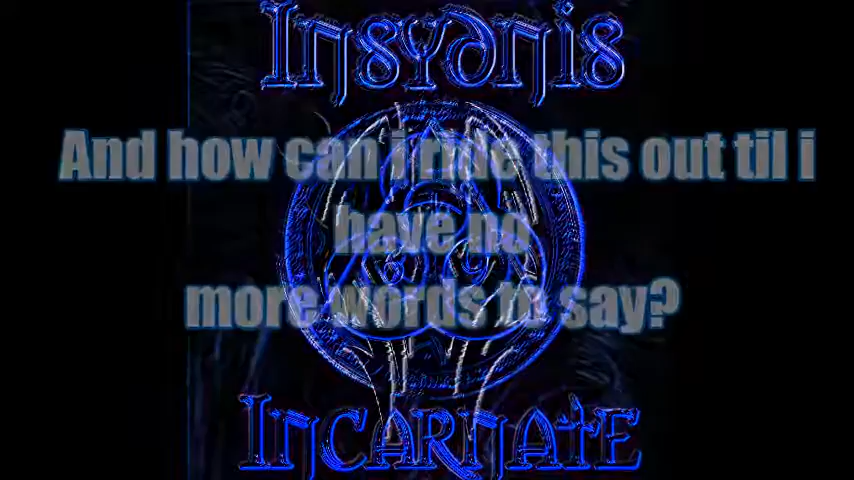 Insydnis
And how can i ride this out til i
have no
more words to say?
Incarnate